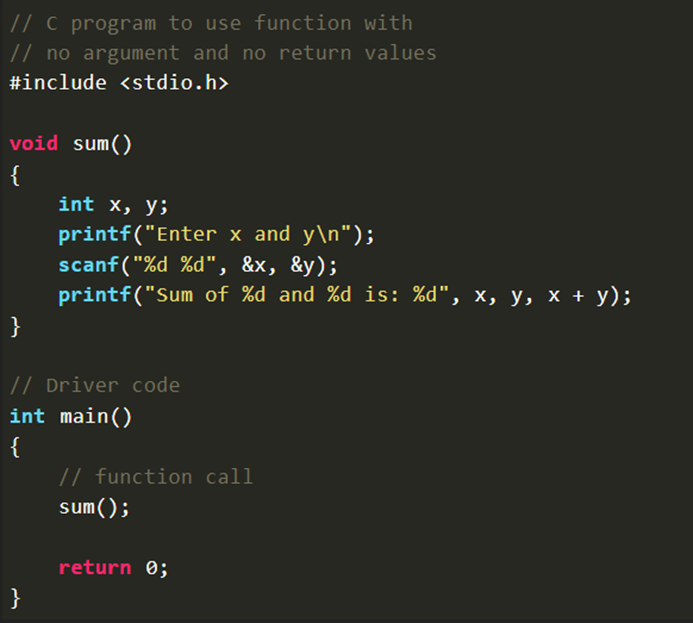 // C program to use function with
// no argument and no return values
#include <stdio.h>
void sum()
{
int x, y;
printf("Enter x and y\n");
scanf("%d %d", &x, &y);
printf("Sum of %d and %d is: %d", x, y, x + y);
}
// Driver code
int main()
{
// function call
sum();
return 0;
}